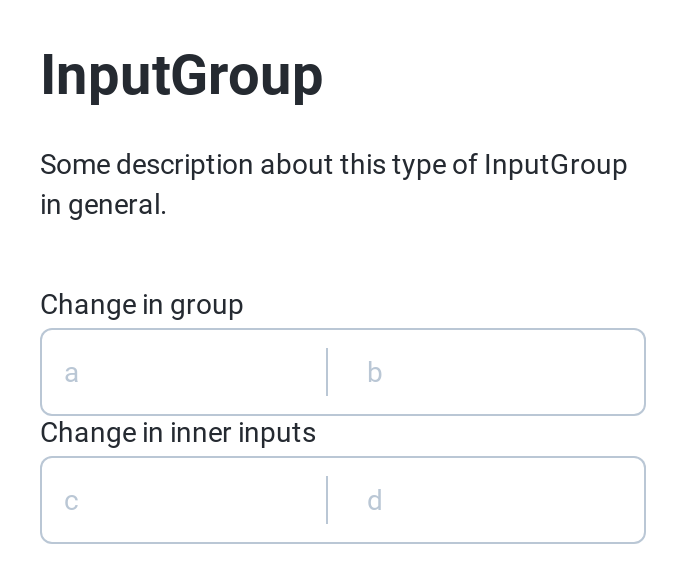 InputGroup
Some description about this type of InputGroup
in general.
Change in group
a
b
Change in inner inputs
c
d